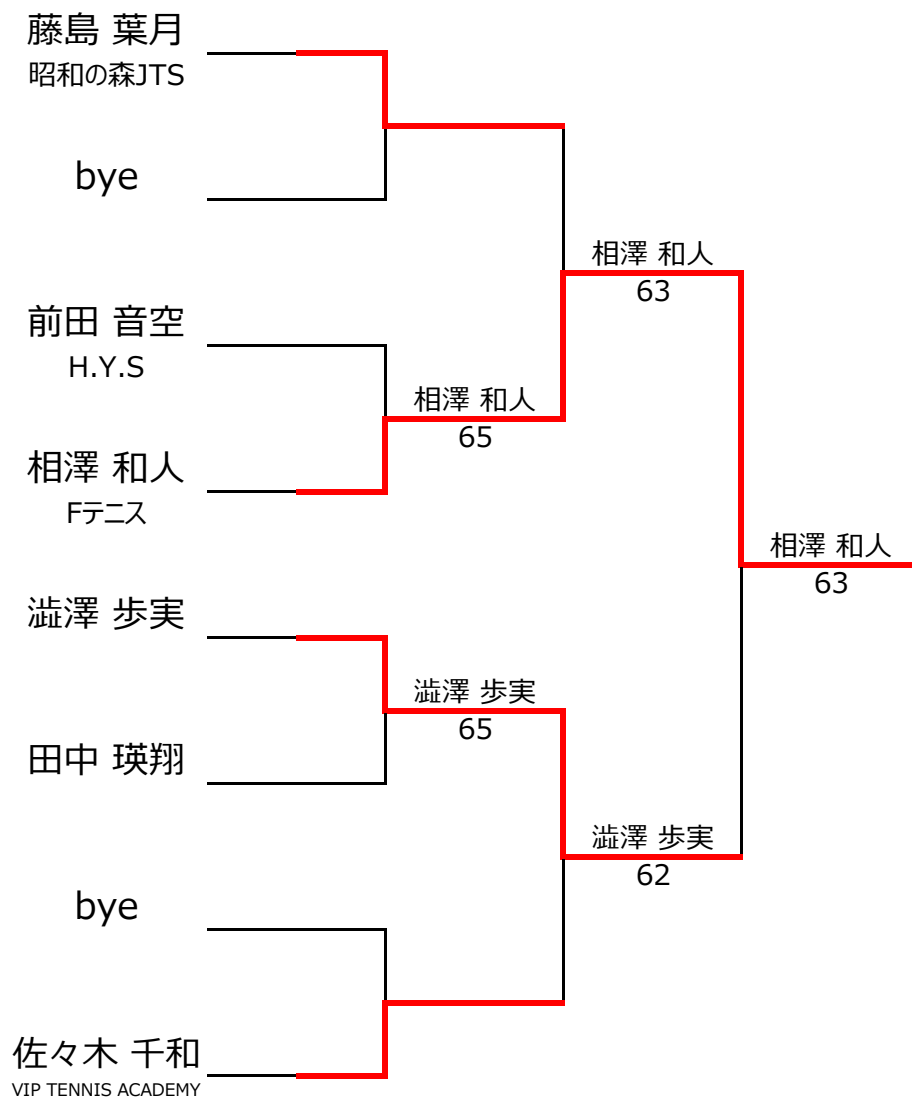 藤島 葉月
昭和の森JTS
bye
前田 音空
H.Y.S
相澤 和人
Fテニス
澁澤 歩実
田中 瑛翔
bye
佐々木 千和
VIP TENNIS ACADEMY
相澤 和人
65
澁澤 歩実
65
相澤 和人
63
澁澤 歩実
62
相澤 和人
63